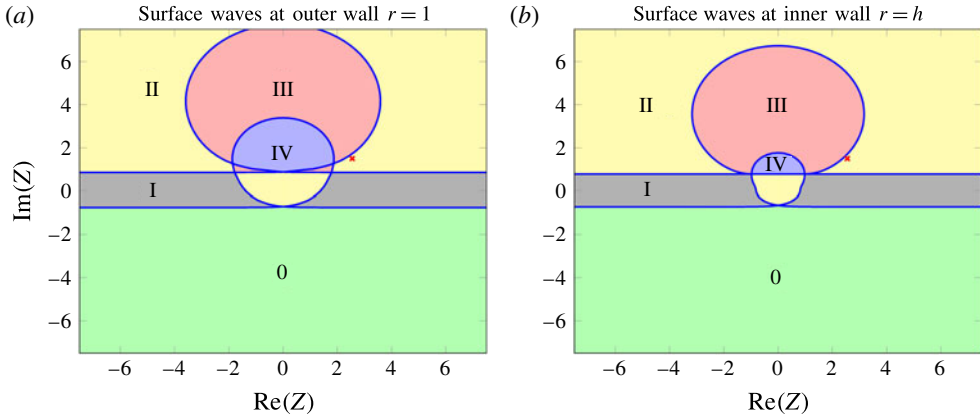 (a) Surface waves at outer wall r = 1
6
4
2
0
−2
−4
−6
Im(Z)
II
III
IV
I
0
−6 −4 −2 0 2 4 6
Re(Z)
(b) Surface waves at inner wall r = h
6
4
2
0
−2
−4
−6
II
III
IV
I
0
−6 −4 −2 0 2 4 6
Re(Z)